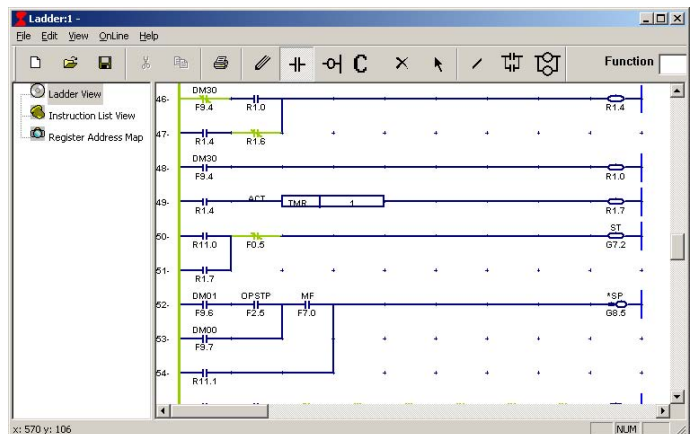 Ladder:1 -
File Edit View OnLine Help
C Function
Ladder View
Instruction List View
Register Address Map
46- DM30
F9.4 R1.0 R1.4
47-
R1.4 R1.6
48- DM30
F9.4 R1.0
49- ACT TMR 1
R1.4 R1.7
50- ST
R11.0 F0.5 G7.2
51-
R1.7
52- DM01 OPSTP MF *SP
F9.6 F2.5 F7.0 G8.5
53- DM00
F9.7
54-
R11.1
x: 570 y: 106 NUM